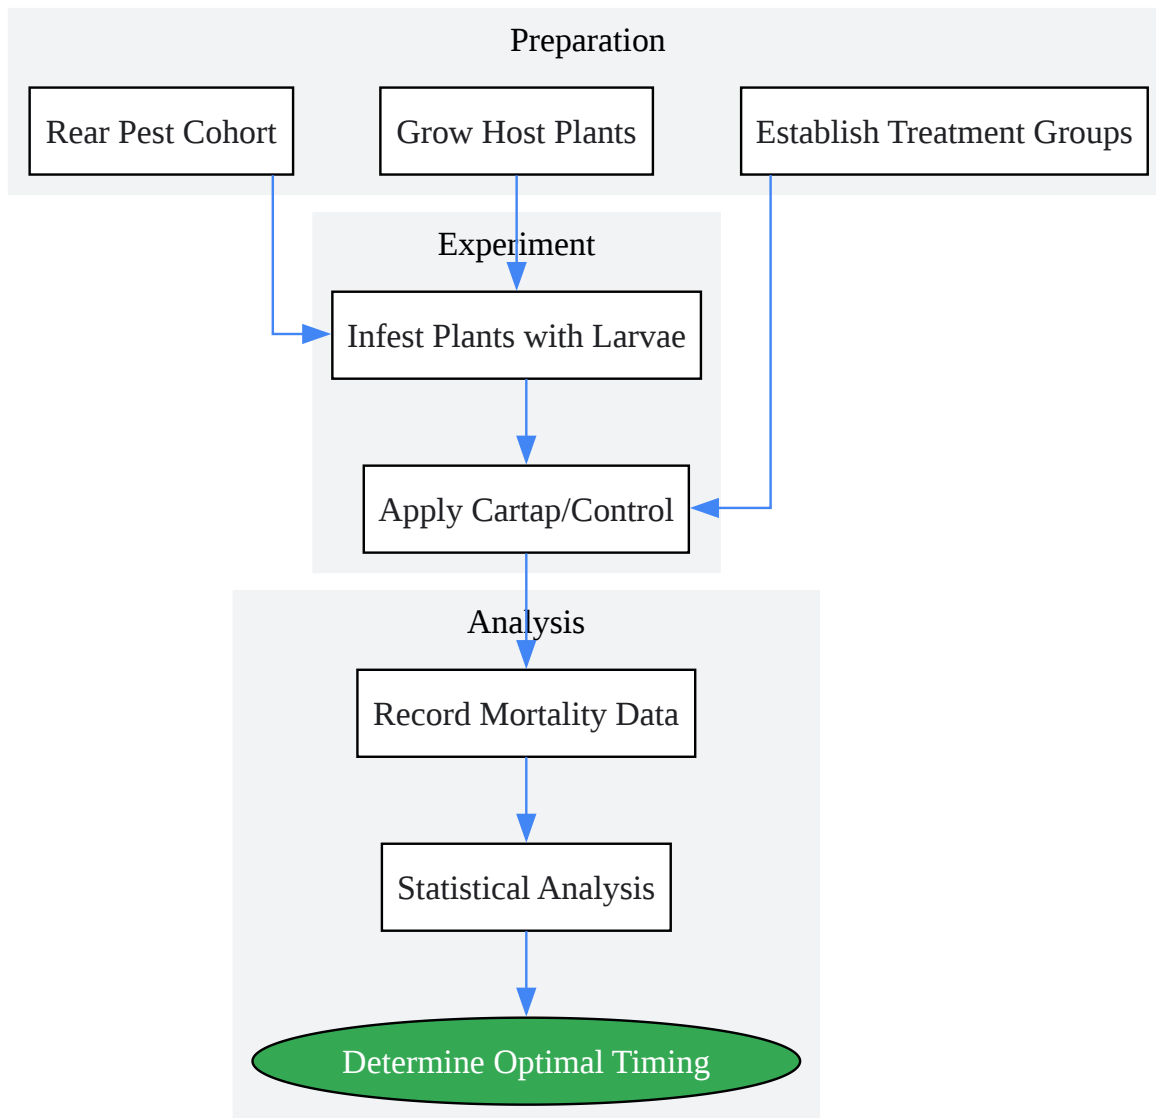 Preparation
Rear Pest Cohort
Grow Host Plants
Establish Treatment Groups
Experiment
Infest Plants with Larvae
Apply Cartap/Control
Analysis
Record Mortality Data
Statistical Analysis
Determine Optimal Timing